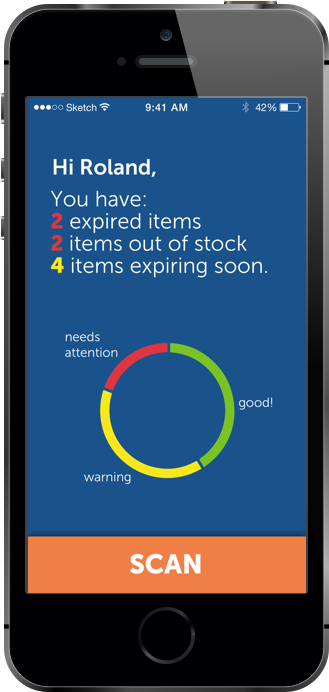 Sketch 9:41 AM 42%
Hi Roland,
You have:
2 expired items
2 items out of stock
4 items expiring soon.
needs
attention
good!
warning
SCAN